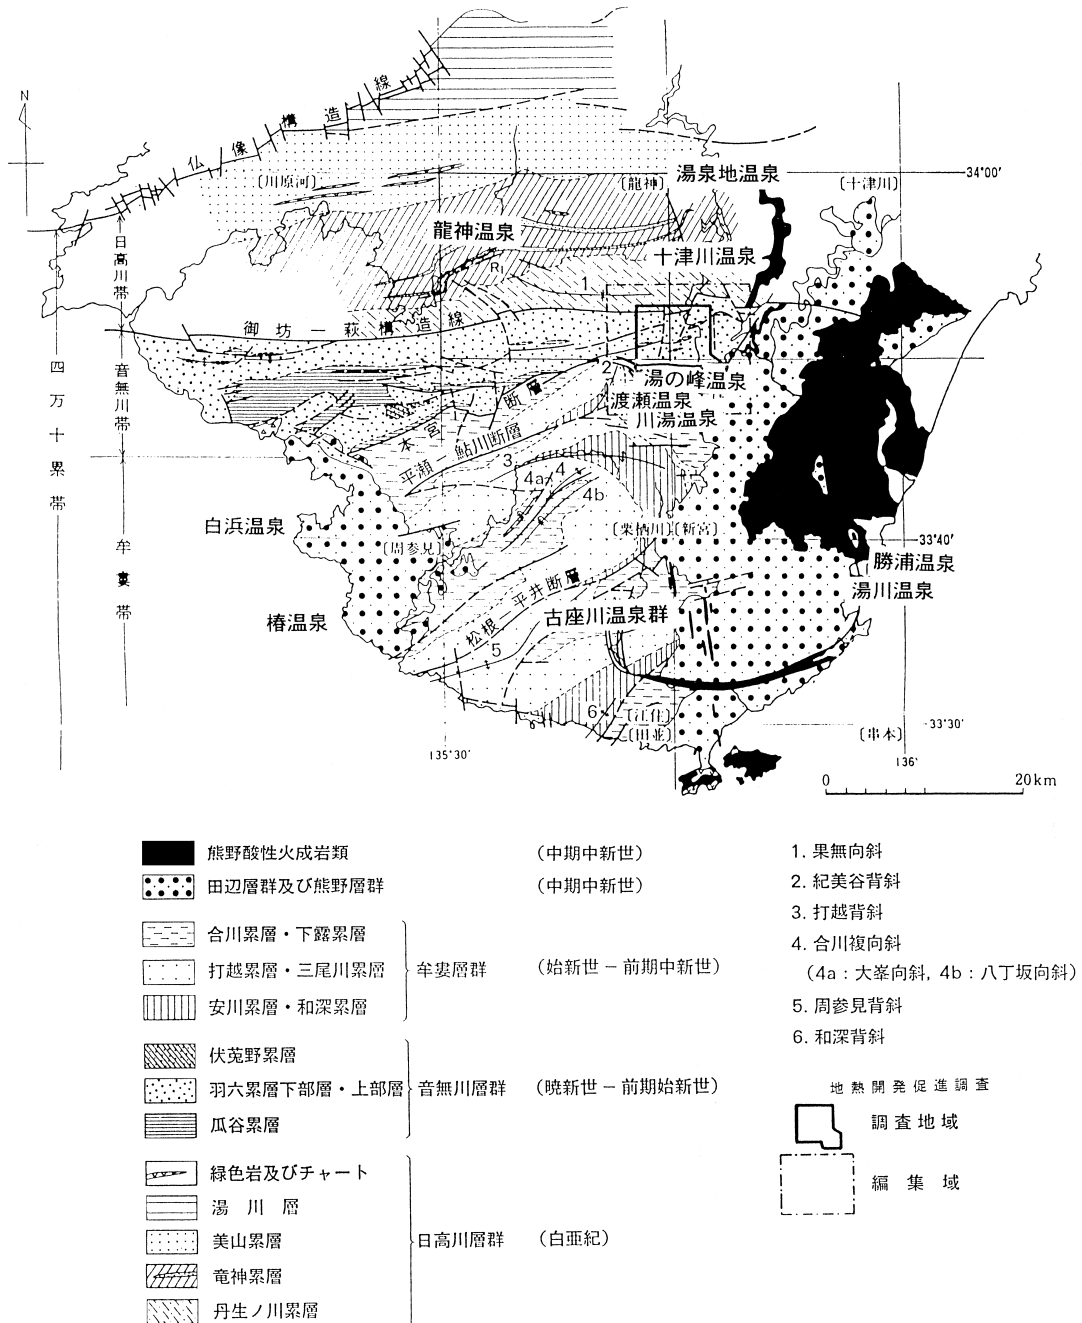 N
仏像構造線
〔川原河〕
〔龍神〕
湯泉地温泉
〔十津川〕
34°00′
龍神温泉
十津川温泉
日高川帯
R₁
1
御坊－萩構造線
四万十累帯
音無川帯
2
湯の峰温泉
渡瀬温泉
川湯温泉
本宮断層
平瀬－鮎川断層
3
4
4a
4b
白浜温泉
〔周参見〕
〔栗栖川〕
〔新宮〕
33°40′
牟婁帯
勝浦温泉
湯川温泉
椿温泉
松根－平井断層
古座川温泉群
5
6
〔江住〕
〔田並〕
33°30′
〔串本〕
135°30′
136°
0 20km
熊野酸性火成岩類 (中期中新世)
田辺層群及び熊野層群 (中期中新世)
合川累層・下露累層
打越累層・三尾川累層 牟婁層群 (始新世－前期中新世)
安川累層・和深累層
伏菟野累層
羽六累層下部層・上部層 音無川層群 (暁新世－前期始新世)
瓜谷累層
緑色岩及びチャート
湯川層
美山累層 日高川層群 (白亜紀)
竜神累層
丹生ノ川累層
1. 果無向斜
2. 紀美谷背斜
3. 打越背斜
4. 合川複向斜
(4a：大峯向斜, 4b：八丁坂向斜)
5. 周参見背斜
6. 和深背斜
地熱開発促進調査
調査地域
編集域